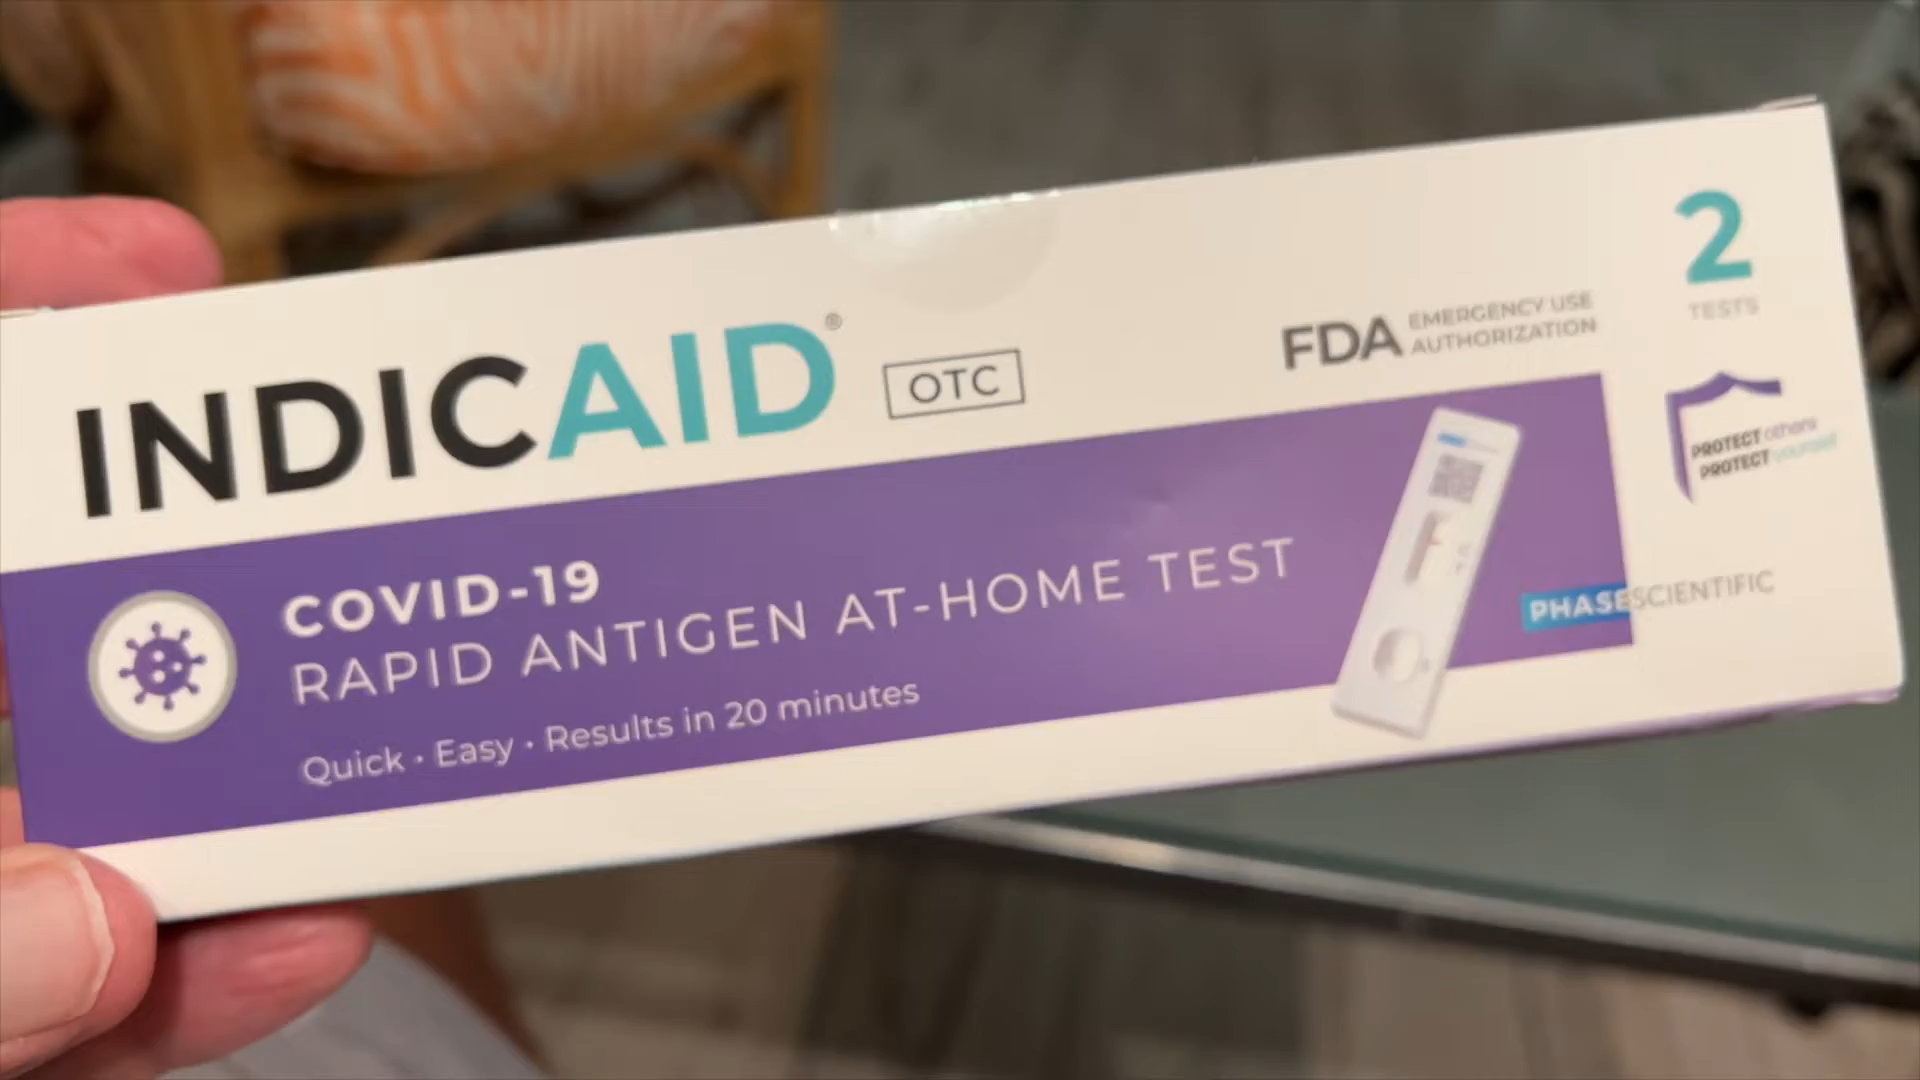 INDICAID®
OTC
FDA EMERGENCY USE
AUTHORIZATION
2
TESTS
PROTECT others
PROTECT yourself
COVID-19
RAPID ANTIGEN AT-HOME TEST
Quick · Easy · Results in 20 minutes
PHASESCIENTIFIC